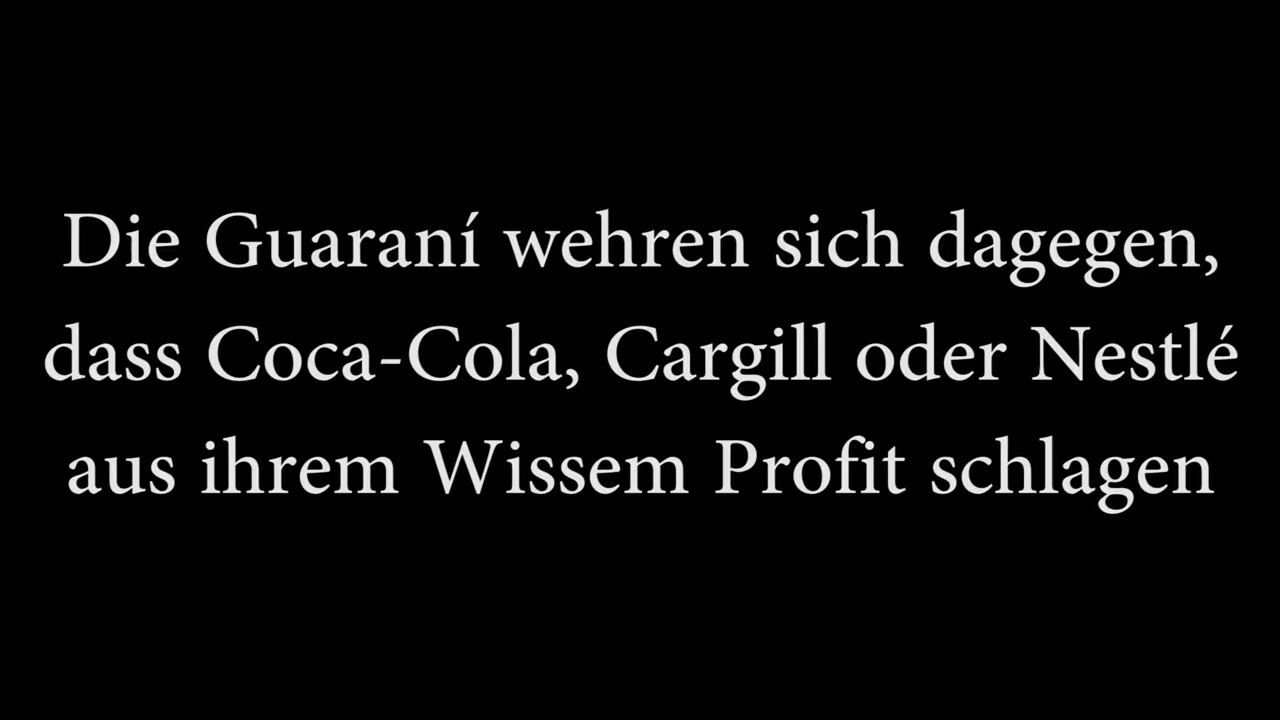 Die Guaraní wehren sich dagegen,
dass Coca-Cola, Cargill oder Nestlé
aus ihrem Wissem Profit schlagen